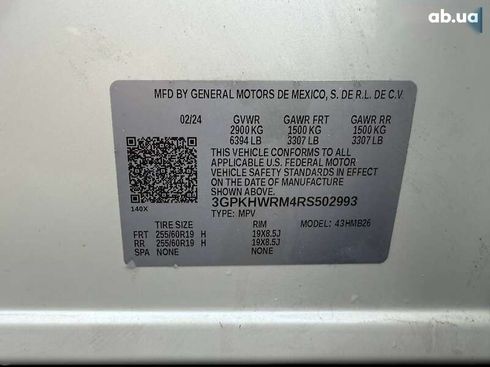 ab.ua
MFD BY GENERAL MOTORS DE MEXICO, S. DE R.L. DE C.V.
02/24 GVWR GAWR FRT GAWR RR
2900 KG 1500 KG 1500 KG
6394 LB 3307 LB 3307 LB
THIS VEHICLE CONFORMS TO ALL
APPLICABLE U.S. FEDERAL MOTOR
VEHICLE SAFETY STANDARDS IN EFFECT
ON THE DATE OF MANUFACTURE SHOWN ABOVE.
3GPKHWRM4RS502993
140X TYPE: MPV
TIRE SIZE RIM MODEL: 43HMB26
FRT 255/60R19 H 19X8.5J
RR 255/60R19 H 19X8.5J
SPA NONE NONE